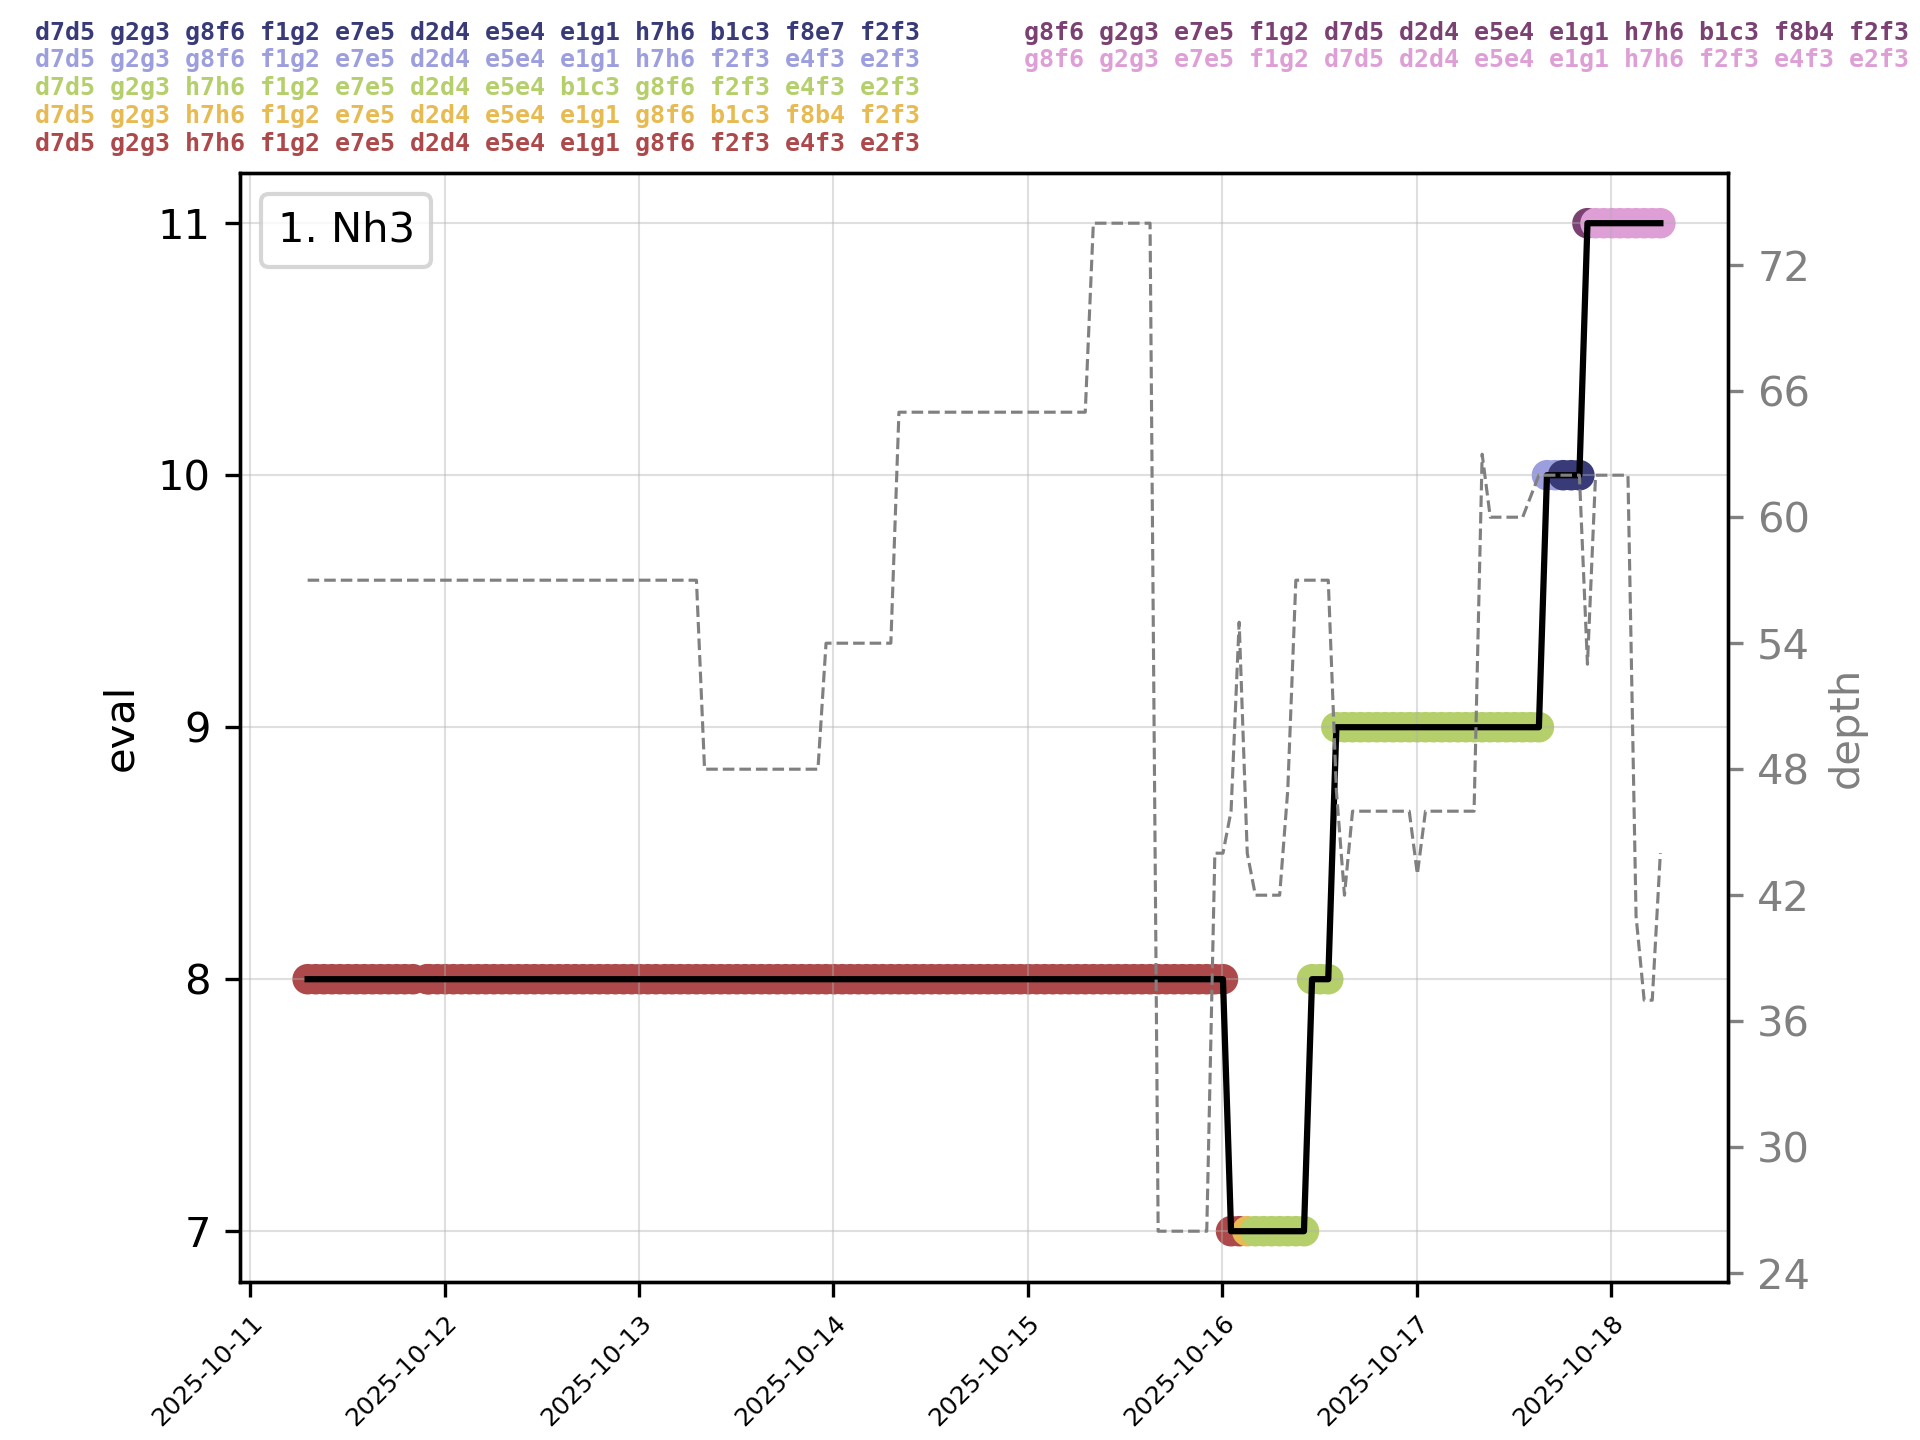 d7d5 g2g3 g8f6 f1g2 e7e5 d2d4 e5e4 e1g1 h7h6 b1c3 f8e7 f2f3
d7d5 g2g3 g8f6 f1g2 e7e5 d2d4 e5e4 e1g1 h7h6 f2f3 e4f3 e2f3
d7d5 g2g3 h7h6 f1g2 e7e5 d2d4 e5e4 b1c3 g8f6 f2f3 e4f3 e2f3
d7d5 g2g3 h7h6 f1g2 e7e5 d2d4 e5e4 e1g1 g8f6 b1c3 f8b4 f2f3
d7d5 g2g3 h7h6 f1g2 e7e5 d2d4 e5e4 e1g1 g8f6 f2f3 e4f3 e2f3
g8f6 g2g3 e7e5 f1g2 d7d5 d2d4 e5e4 e1g1 h7h6 b1c3 f8b4 f2f3
g8f6 g2g3 e7e5 f1g2 d7d5 d2d4 e5e4 e1g1 h7h6 f2f3 e4f3 e2f3
1. Nh3
eval
11
10
9
8
7
72
66
60
54
48
42
36
30
24
depth
2025-10-11
2025-10-12
2025-10-13
2025-10-14
2025-10-15
2025-10-16
2025-10-17
2025-10-18